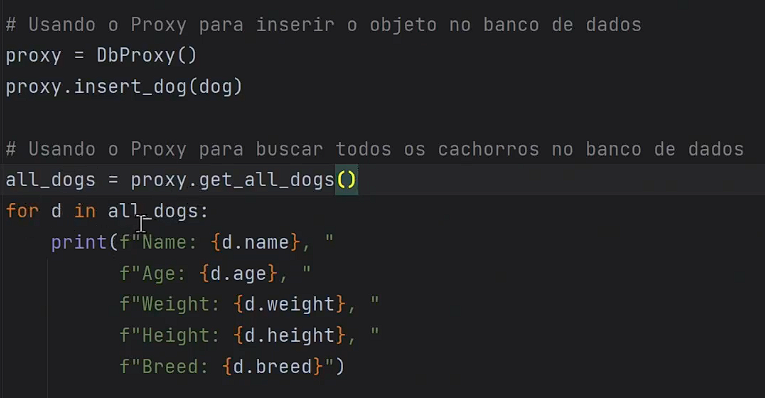 # Usando o Proxy para inserir o objeto no banco de dados
proxy = DbProxy()
proxy.insert_dog(dog)
# Usando o Proxy para buscar todos os cachorros no banco de dados
all_dogs = proxy.get_all_dogs()
for d in all_dogs:
print(f"Name: {d.name}, "
f"Age: {d.age}, "
f"Weight: {d.weight}, "
f"Height: {d.height}, "
f"Breed: {d.breed}")